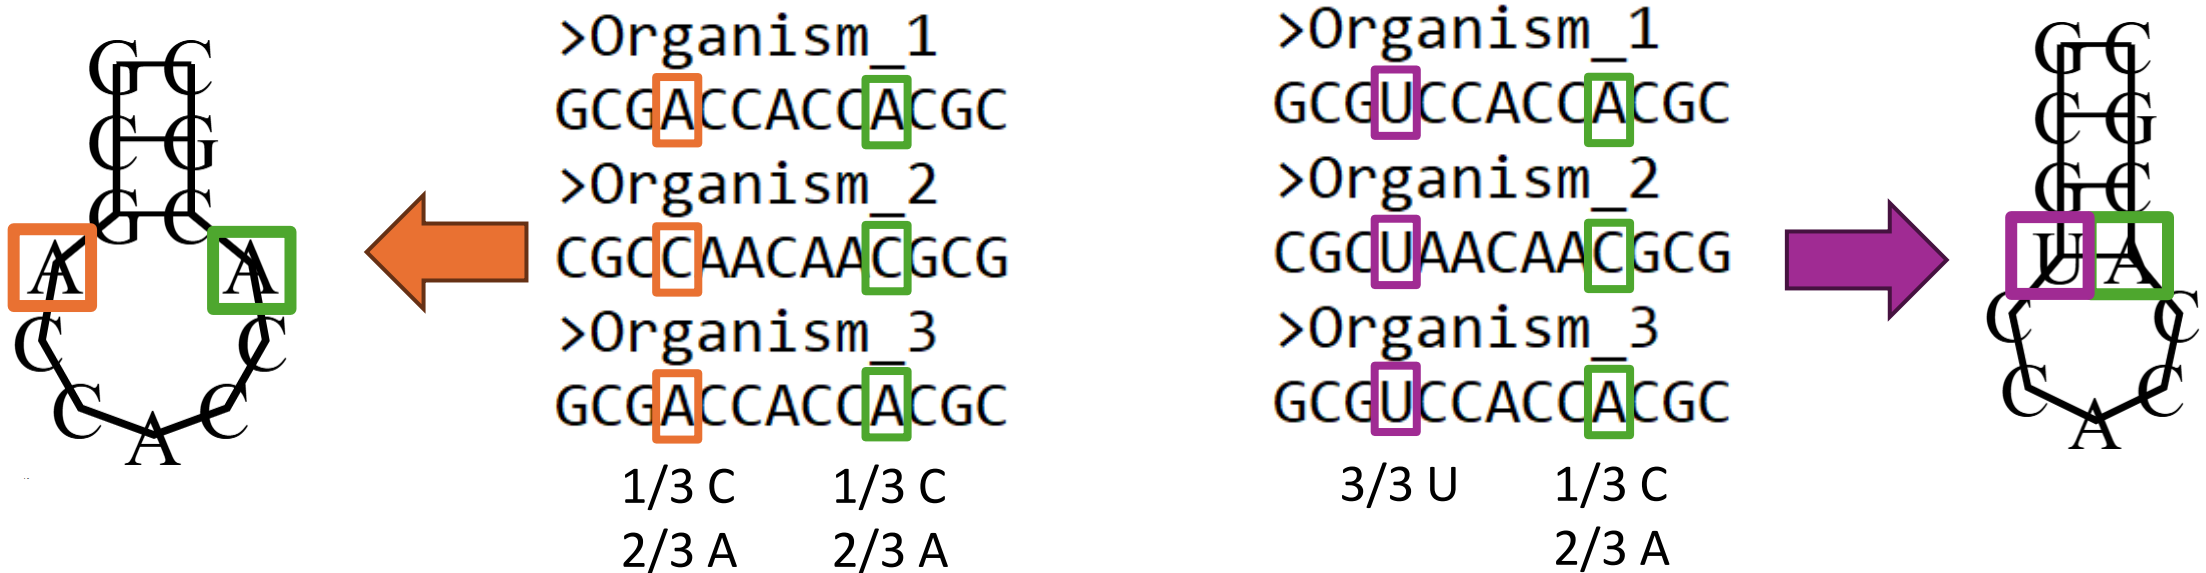 G C
C G
G C
A A
C C
C C
A
>Organism_1
GCGACCACCACGC
>Organism_2
CGCCAACAACGCG
>Organism_3
GCGACCACCACGC
1/3 C 1/3 C
2/3 A 2/3 A
>Organism_1
GCGUCCACCACGC
>Organism_2
CGCUAACAACGCG
>Organism_3
GCGUCCACCACGC
3/3 U 1/3 C
2/3 A
G C
C G
G C
U A
C C
C C
A